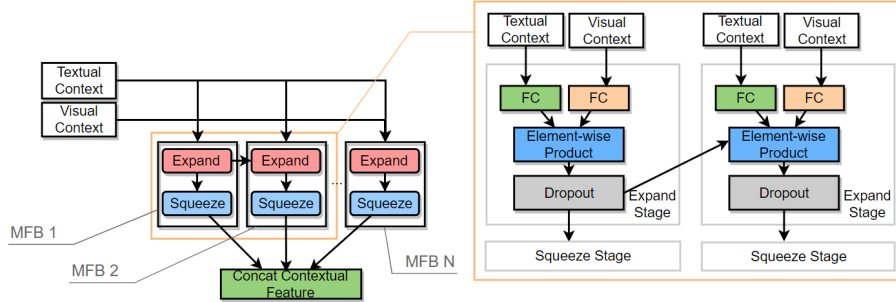 Textual
Context
Visual
Context
Expand
Expand
...
Expand
Squeeze
Squeeze
Squeeze
MFB 1
MFB 2
MFB N
Concat Contextual
Feature
Textual
Context
Visual
Context
FC
FC
Element-wise
Product
Dropout
Expand
Stage
Squeeze Stage
Textual
Context
Visual
Context
FC
FC
Element-wise
Product
Dropout
Expand
Stage
Squeeze Stage